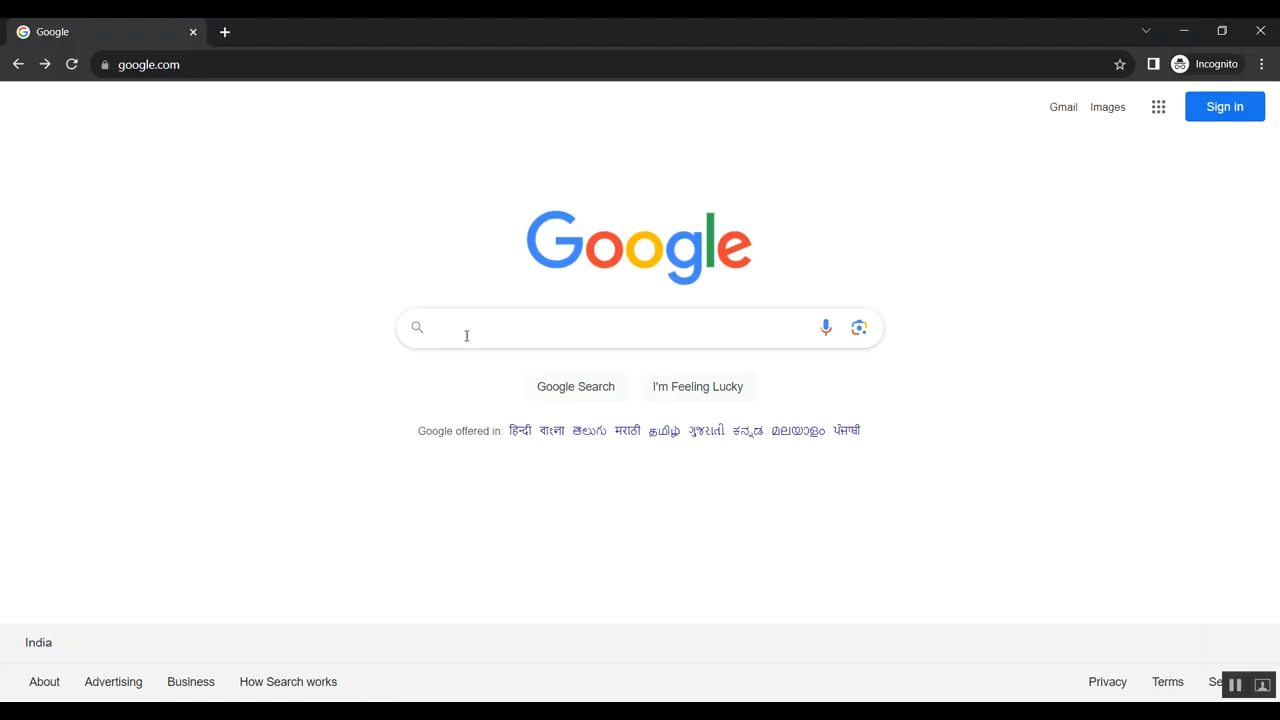 Google
google.com
Incognito
Gmail Images Sign in
Google
Google Search I'm Feeling Lucky
Google offered in: हिन्दी বাংলা తెలుగు मराठी தமிழ் ગુજરાતી ಕನ್ನಡ മലയാളം ਪੰਜਾਬੀ
India
About Advertising Business How Search works Privacy Terms Se